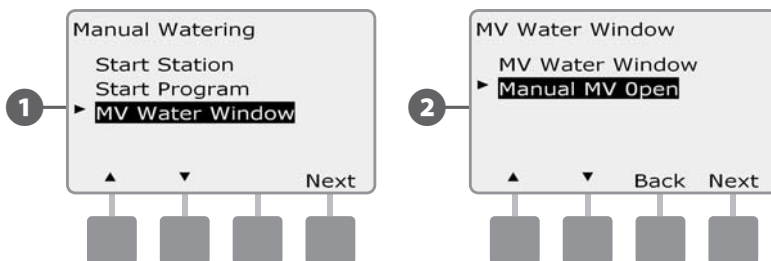 Manual Watering
Start Station
Start Program
► MV Water Window
▲ ▼ Next
1
MV Water Window
MV Water Window
► Manual MV Open
▲ ▼ Back Next
2